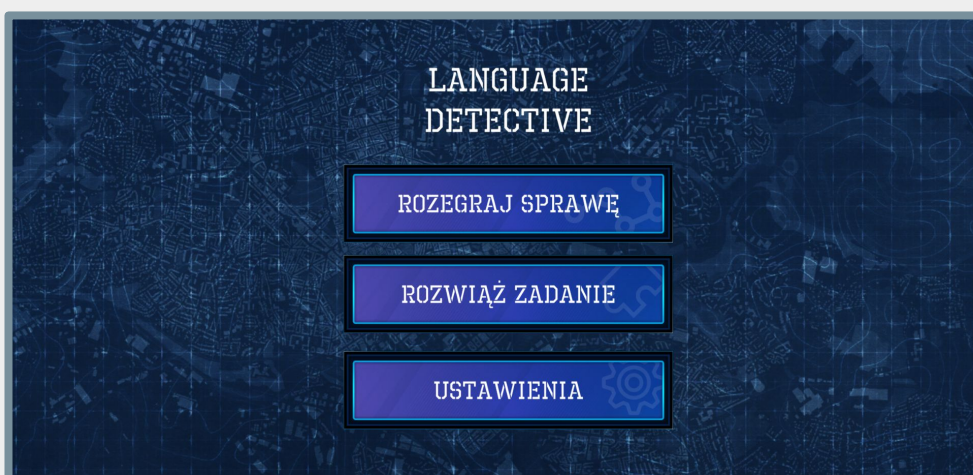 LANGUAGE
DETECTIVE
ROZEGRAJ SPRAWĘ
ROZWIĄŻ ZADANIE
USTAWIENIA